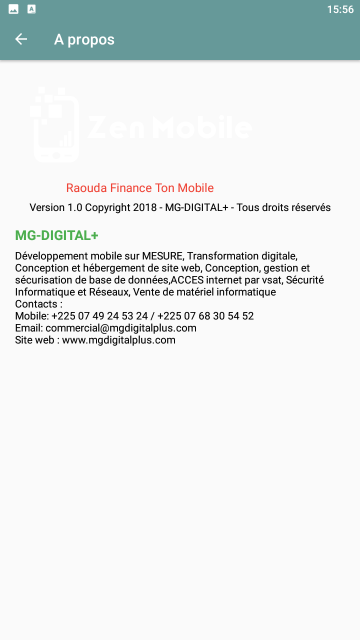 15:56
A propos
Zen Mobile
Raouda Finance Ton Mobile
Version 1.0 Copyright 2018 - MG-DIGITAL+ - Tous droits réservés
MG-DIGITAL+
Développement mobile sur MESURE, Transformation digitale,
Conception et hébergement de site web, Conception, gestion et
sécurisation de base de données,ACCES internet par vsat, Sécurité
Informatique et Réseaux, Vente de matériel informatique
Contacts :
Mobile: +225 07 49 24 53 24 / +225 07 68 30 54 52
Email: commercial@mgdigitalplus.com
Site web : www.mgdigitalplus.com